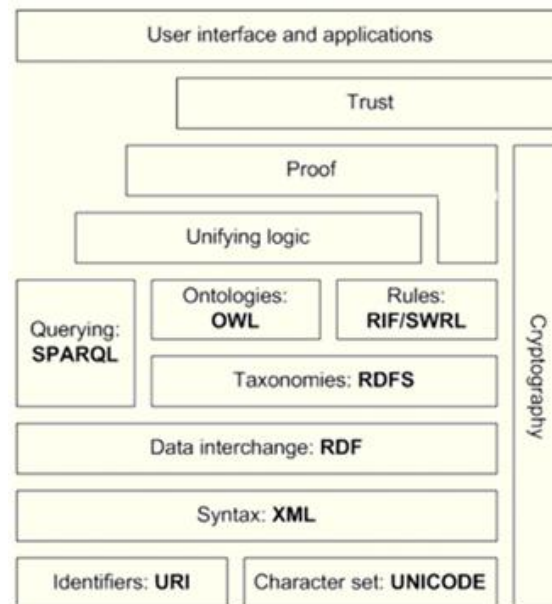 User interface and applications
Trust
Proof
Unifying logic
Querying:
SPARQL
Ontologies:
OWL
Rules:
RIF/SWRL
Taxonomies: RDFS
Cryptography
Data interchange: RDF
Syntax: XML
Identifiers: URI
Character set: UNICODE